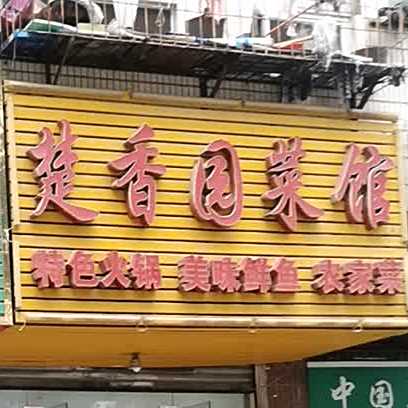 楚香园菜馆
特色火锅 美味鲜鱼 农家菜
中国